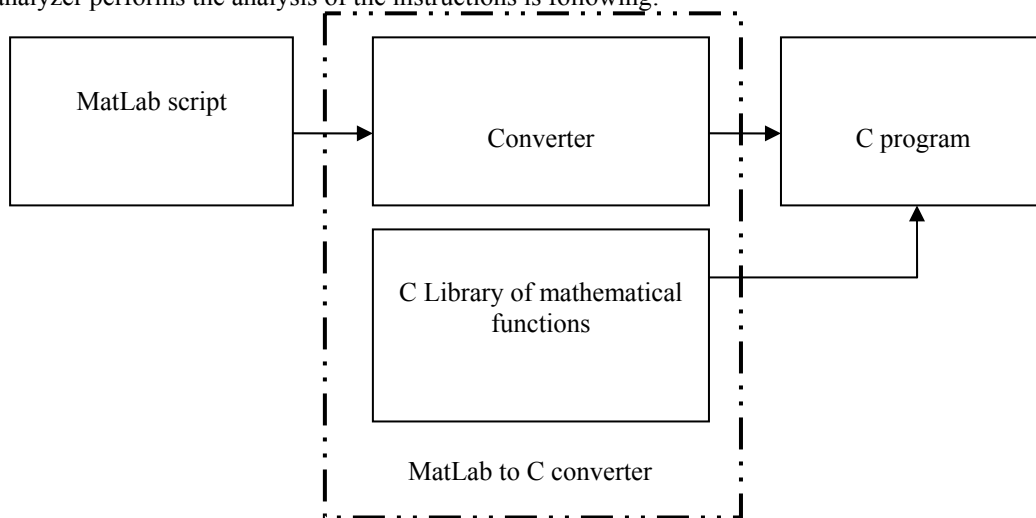 analyzer performs the analysis of the instructions is following:
MatLab script
Converter
C program
C Library of mathematical
functions
MatLab to C converter